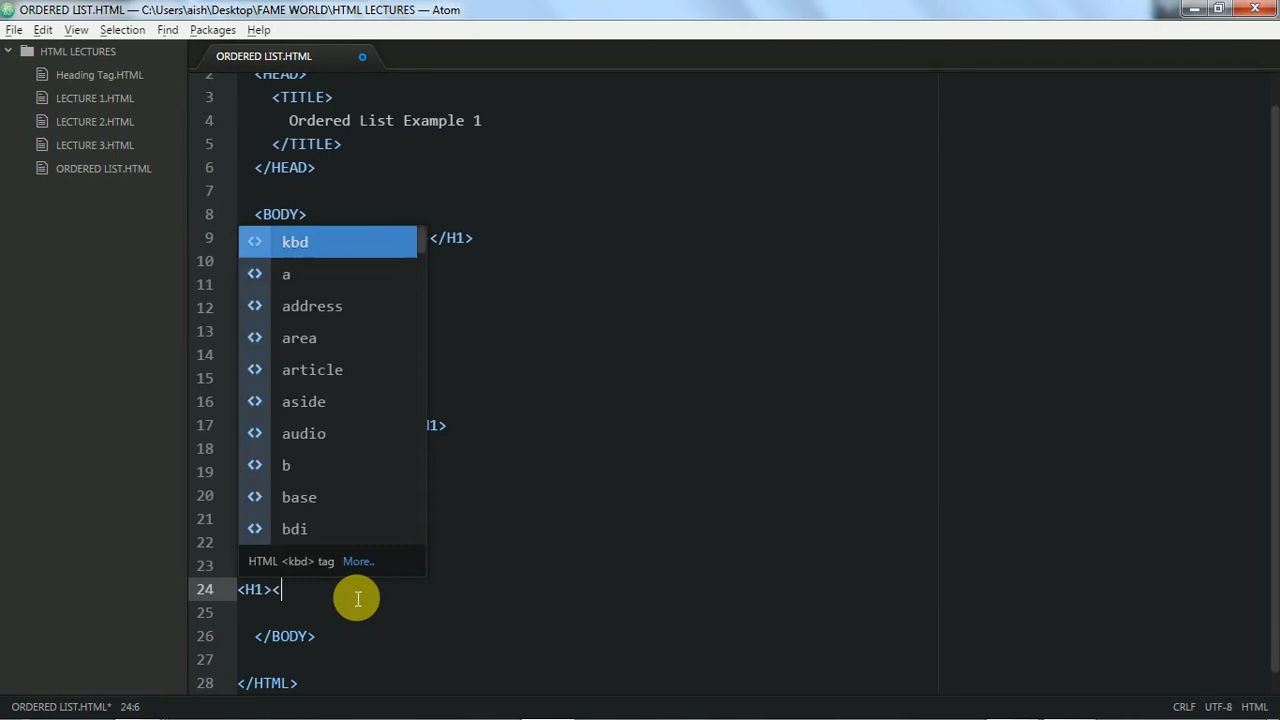 ORDERED LIST.HTML — C:\Users\aish\Desktop\FAME WORLD\HTML LECTURES — Atom
File Edit View Selection Find Packages Help
HTML LECTURES
Heading Tag.HTML
LECTURE 1.HTML
LECTURE 2.HTML
LECTURE 3.HTML
ORDERED LIST.HTML
ORDERED LIST.HTML
2 <HEAD>
3 <TITLE>
4 Ordered List Example 1
5 </TITLE>
6 </HEAD>
7
8 <BODY>
9 </H1>
10
11
12
13
14
15
16
17 H1>
18
19
20
21
22
23
24 <H1><
25
26 </BODY>
27
28 </HTML>
<> kbd
<> a
<> address
<> area
<> article
<> aside
<> audio
<> b
<> base
<> bdi
HTML <kbd> tag More..
ORDERED LIST.HTML* 24:6 CRLF UTF-8 HTML